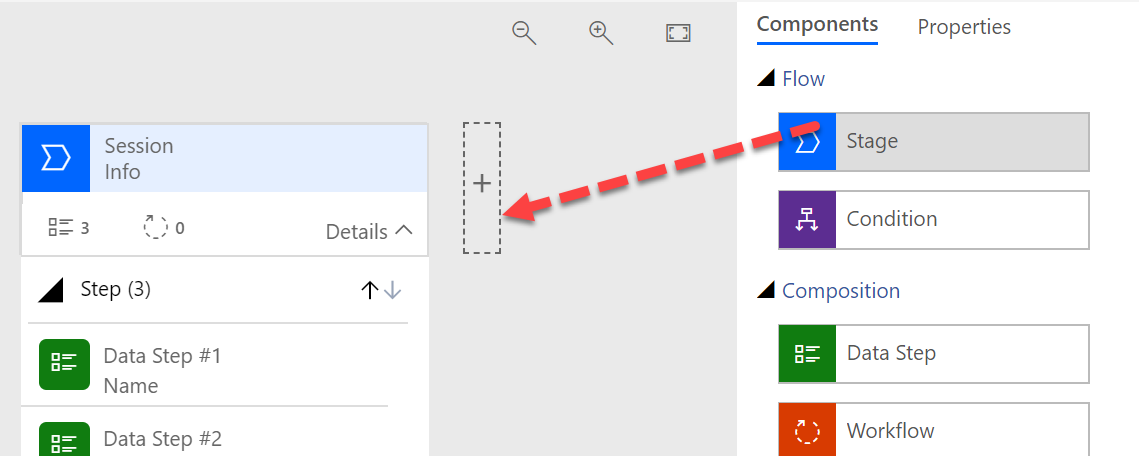 Components Properties
Flow
Stage
Condition
Composition
Data Step
Workflow
Session
Info
3 0 Details
+
Step (3)
Data Step #1
Name
Data Step #2